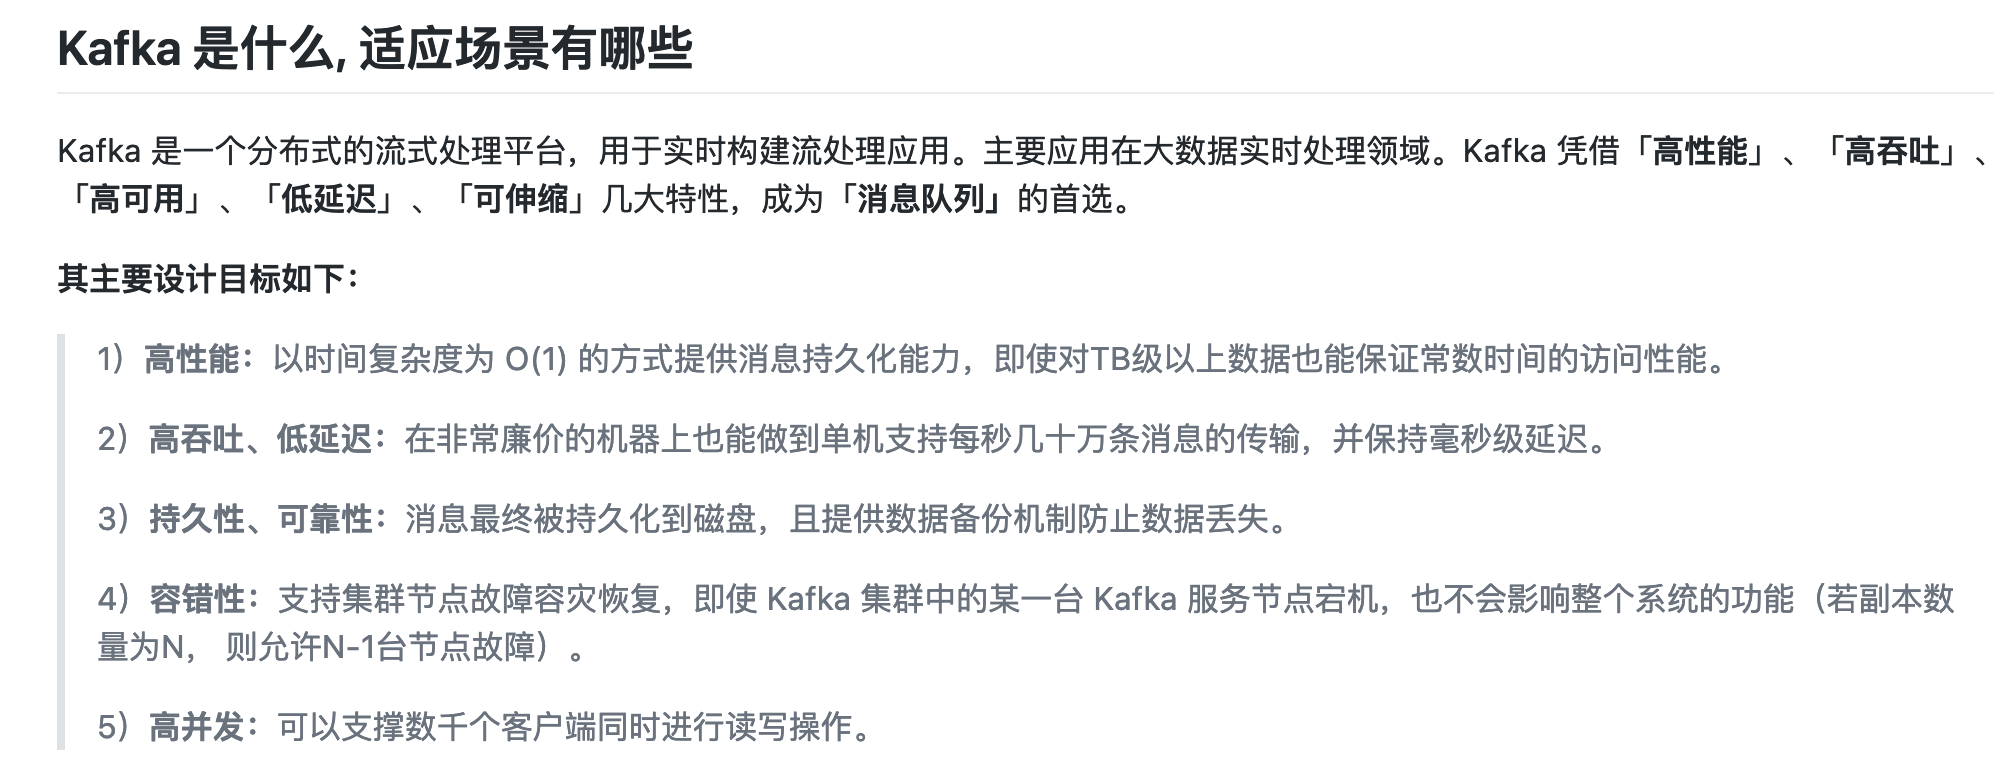 Kafka 是什么, 适应场景有哪些
Kafka 是一个分布式的流式处理平台，用于实时构建流处理应用。主要应用在大数据实时处理领域。Kafka 凭借「高性能」、「高吞吐」、
「高可用」、「低延迟」、「可伸缩」几大特性，成为「消息队列」的首选。
其主要设计目标如下：
1）高性能：以时间复杂度为 O(1) 的方式提供消息持久化能力，即使对TB级以上数据也能保证常数时间的访问性能。
2）高吞吐、低延迟：在非常廉价的机器上也能做到单机支持每秒几十万条消息的传输，并保持毫秒级延迟。
3）持久性、可靠性：消息最终被持久化到磁盘，且提供数据备份机制防止数据丢失。
4）容错性：支持集群节点故障容灾恢复，即使 Kafka 集群中的某一台 Kafka 服务节点宕机，也不会影响整个系统的功能（若副本数
量为N， 则允许N-1台节点故障）。
5）高并发：可以支撑数千个客户端同时进行读写操作。